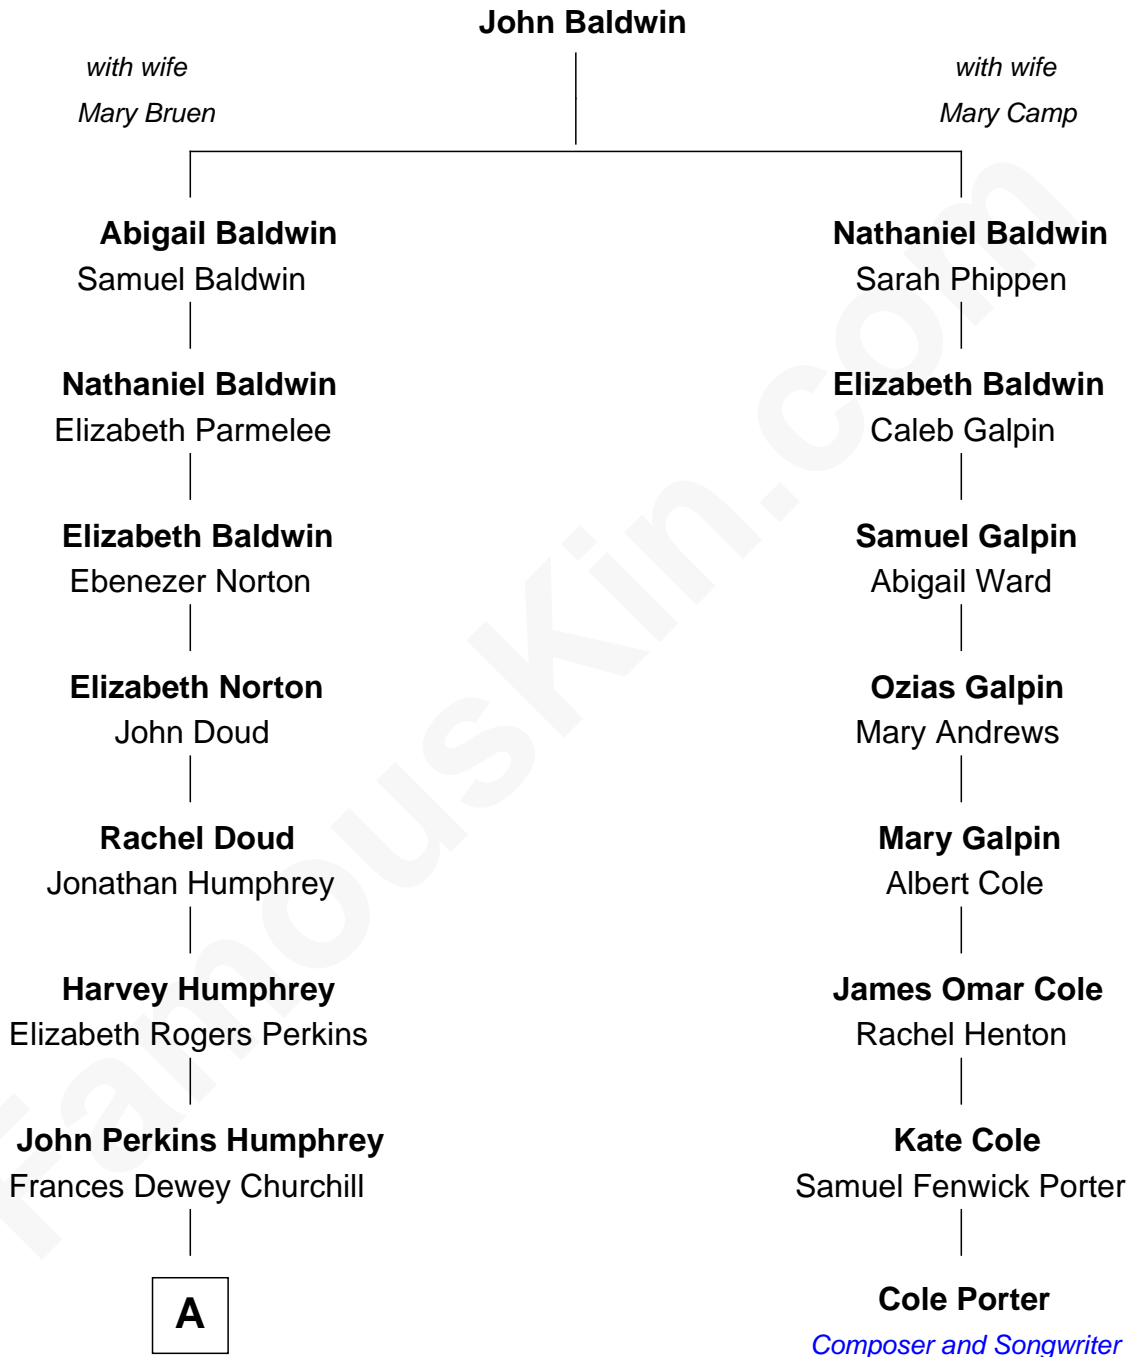 John Baldwin
with wife
Mary Bruen
with wife
Mary Camp
Abigail Baldwin
Samuel Baldwin
Nathaniel Baldwin
Sarah Phippen
Nathaniel Baldwin
Elizabeth Parmelee
Elizabeth Baldwin
Caleb Galpin
Elizabeth Baldwin
Ebenezer Norton
Samuel Galpin
Abigail Ward
Elizabeth Norton
John Doud
Ozias Galpin
Mary Andrews
Rachel Doud
Jonathan Humphrey
Mary Galpin
Albert Cole
Harvey Humphrey
Elizabeth Rogers Perkins
James Omar Cole
Rachel Henton
John Perkins Humphrey
Frances Dewey Churchill
Kate Cole
Samuel Fenwick Porter
A
Cole Porter
Composer and Songwriter
FamousKin.com